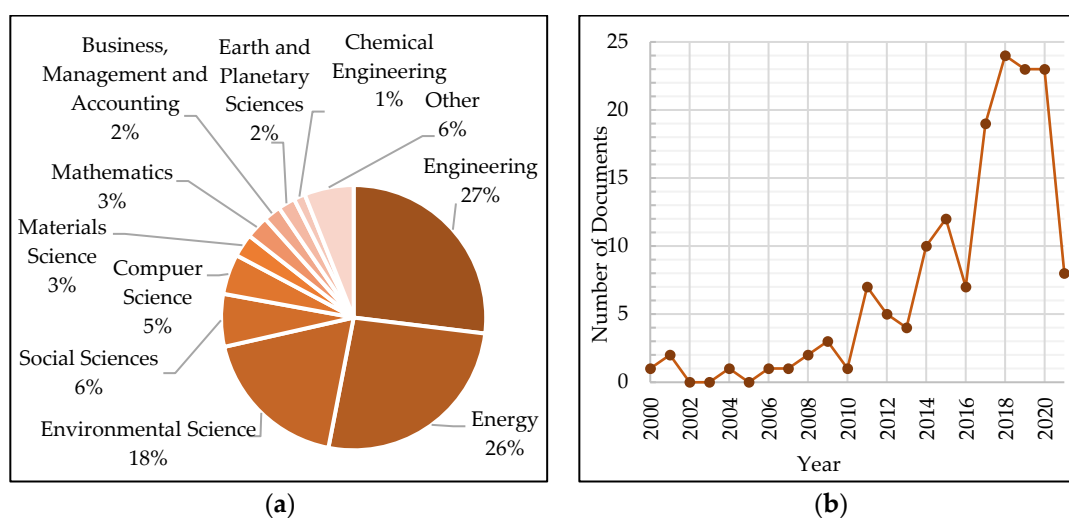 Business,
Management and
Accounting
2%
Earth and
Planetary
Sciences
2%
Chemical
Engineering
1%
Other
6%
Engineering
27%
Mathematics
3%
Materials
Science
3%
Compuer
Science
5%
Social Sciences
6%
Environmental Science
18%
Energy
26%
(a)
Number of Documents
25
20
15
10
5
0
2000
2002
2004
2006
2008
2010
2012
2014
2016
2018
2020
Year
(b)